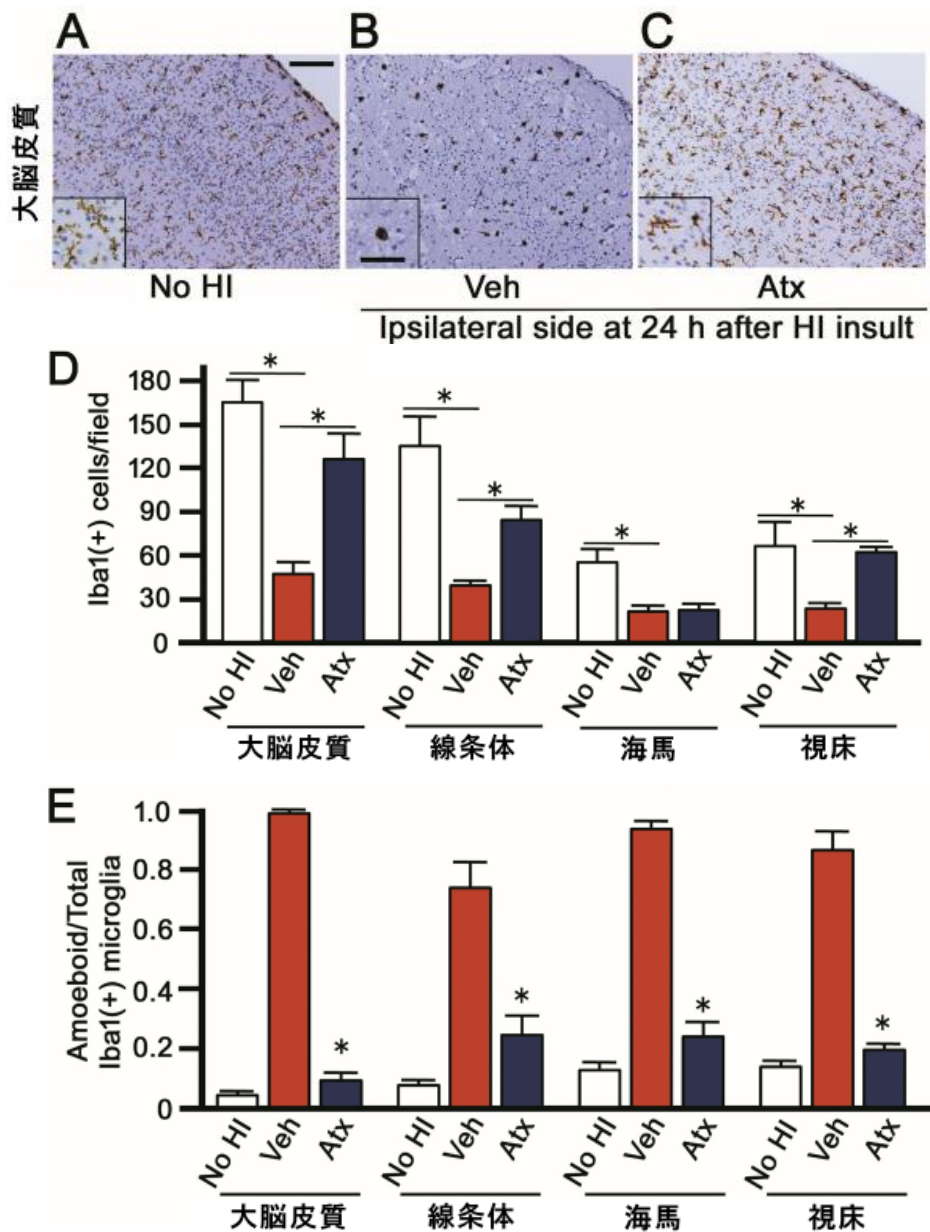 A
B
C
大脳皮質
No HI
Veh
Atx
Ipsilateral side at 24 h after HI insult
D
Iba1(+) cells/field
180
150
120
90
60
30
0
* * * * * * *
No HI Veh Atx No HI Veh Atx No HI Veh Atx No HI Veh Atx
大脳皮質 線条体 海馬 視床
E
Amoeboid/Total
Iba1(+) microglia
1.0
0.8
0.6
0.4
0.2
0
* * * *
No HI Veh Atx No HI Veh Atx No HI Veh Atx No HI Veh Atx
大脳皮質 線条体 海馬 視床